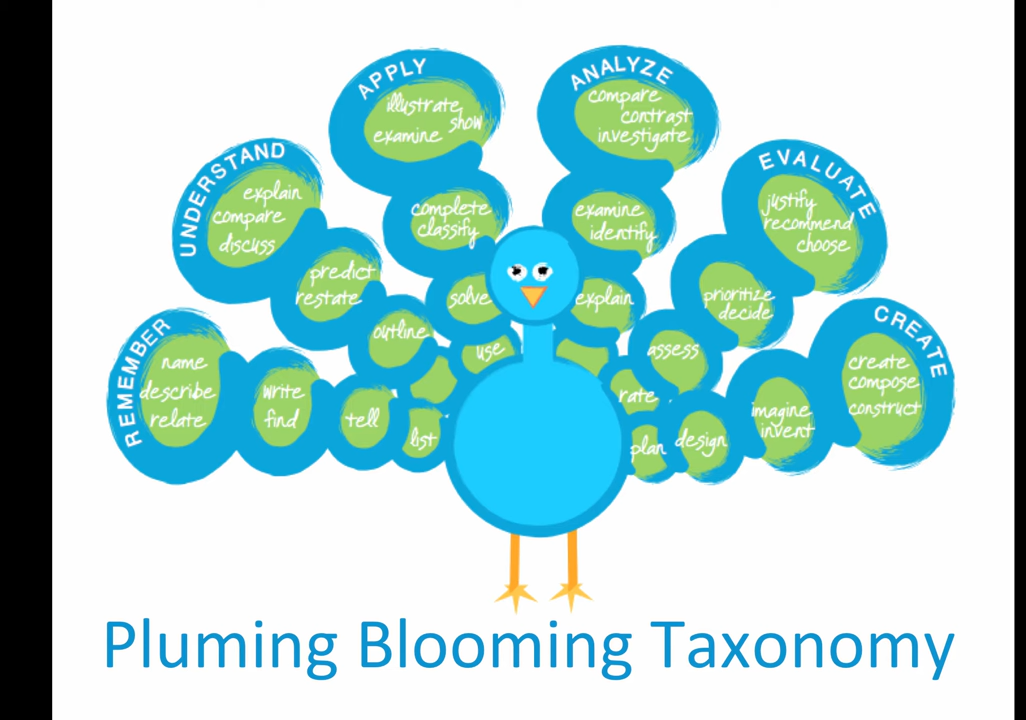 REMEMBER
name
describe
relate
write
find
tell
list
UNDERSTAND
explain
compare
discuss
predict
restate
outline
APPLY
illustrate
show
examine
complete
classify
solve
use
ANALYZE
compare
contrast
investigate
examine
identify
explain
EVALUATE
justify
recommend
choose
prioritize
decide
assess
rate
CREATE
create
compose
construct
imagine
invent
design
plan
Pluming Blooming Taxonomy